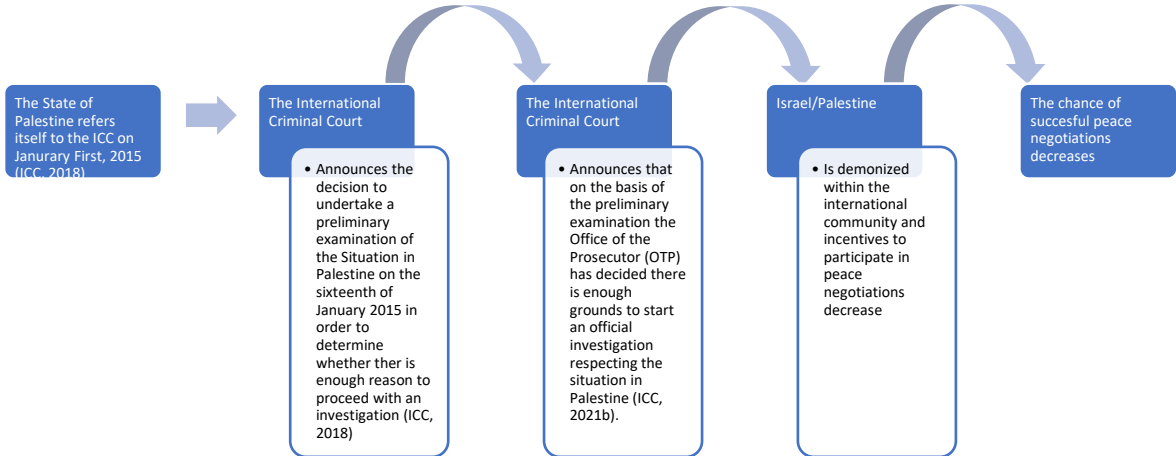 The State of
Palestine refers
itself to the ICC on
Janurary First, 2015
(ICC, 2018)
The International
Criminal Court
• Announces the
decision to
undertake a
preliminary
examination of
the Situation in
Palestine on the
sixteenth of
January 2015 in
order to
determine
whether ther is
enough reason to
proceed with an
investigation (ICC,
2018)
The International
Criminal Court
• Announces that
on the basis of
the preliminary
examination the
Office of the
Prosecutor (OTP)
has decided there
is enough
grounds to start
an official
investigation
respecting the
situation in
Palestine (ICC,
2021b).
Israel/Palestine
• Is demonized
within the
international
community and
incentives to
participate in
peace
negotiations
decrease
The chance of
succesful peace
negotiations
decreases